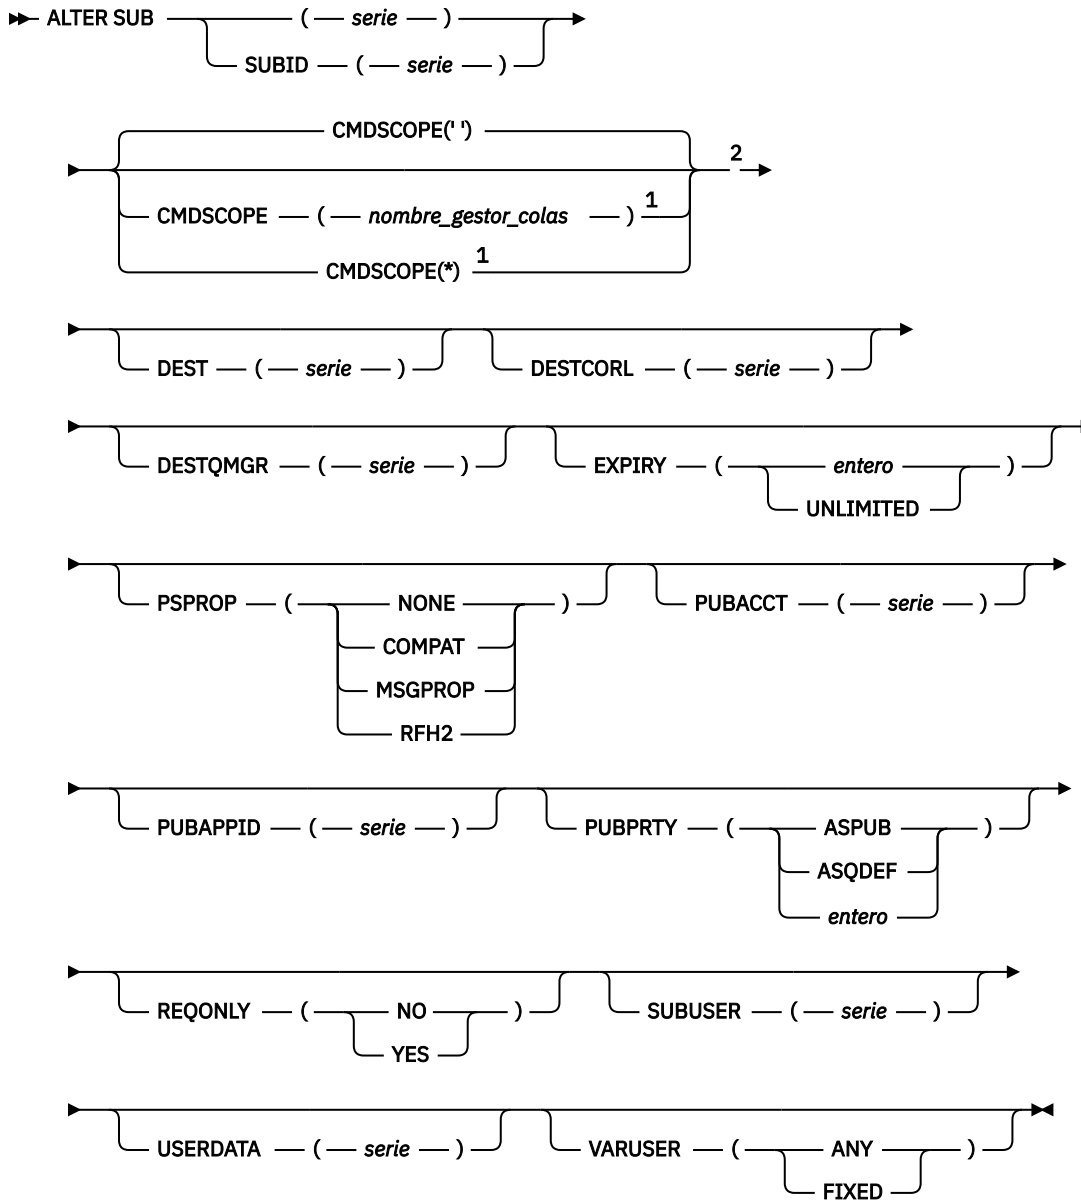 ALTER SUB ( serie )
SUBID ( serie )
CMDSCOPE(' ')
2
CMDSCOPE ( nombre_gestor_colas ) 1
CMDSCOPE(*) 1
DEST ( serie ) DESTCORL ( serie )
DESTQMGR ( serie ) EXPIRY ( entero )
UNLIMITED
PSPROP ( NONE ) PUBACCT ( serie )
COMPAT
MSGPROP
RFH2
PUBAPPID ( serie ) PUBPRTY ( ASPUB )
ASQDEF
entero
REQONLY ( NO ) SUBUSER ( serie )
YES
USERDATA ( serie ) VARUSER ( ANY )
FIXED